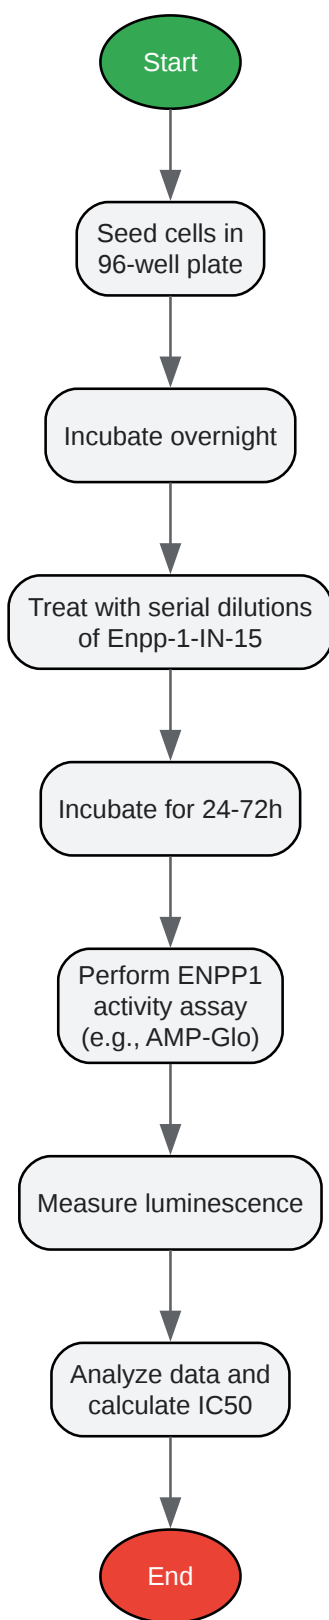 Start
Seed cells in
96-well plate
Incubate overnight
Treat with serial dilutions
of Enpp-1-IN-15
Incubate for 24-72h
Perform ENPP1
activity assay
(e.g., AMP-Glo)
Measure luminescence
Analyze data and
calculate IC50
End